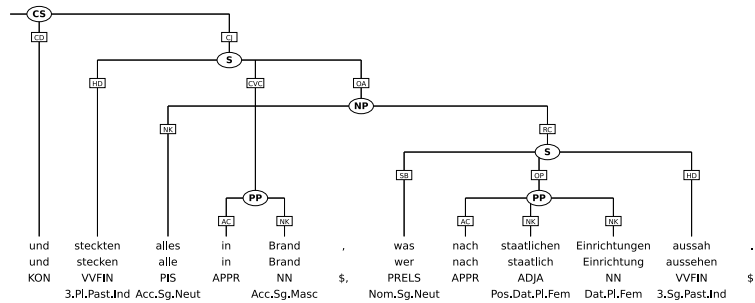 CS
CD CJ
S
HD CVC OA
NP
NK RC
S
SB OP HD
PP PP
AC NK AC NK NK
und steckten alles in Brand , was nach staatlichen Einrichtungen aussah .
und stecken alle in Brand , wer nach staatlich Einrichtung aussehen .
KON VVFIN PIS APPR NN $, PRELS APPR ADJA NN VVFIN $
3.Pl.Past.Ind Acc.Sg.Neut Acc.Sg.Masc Nom.Sg.Neut Pos.Dat.Pl.Fem Dat.Pl.Fem 3.Sg.Past.Ind